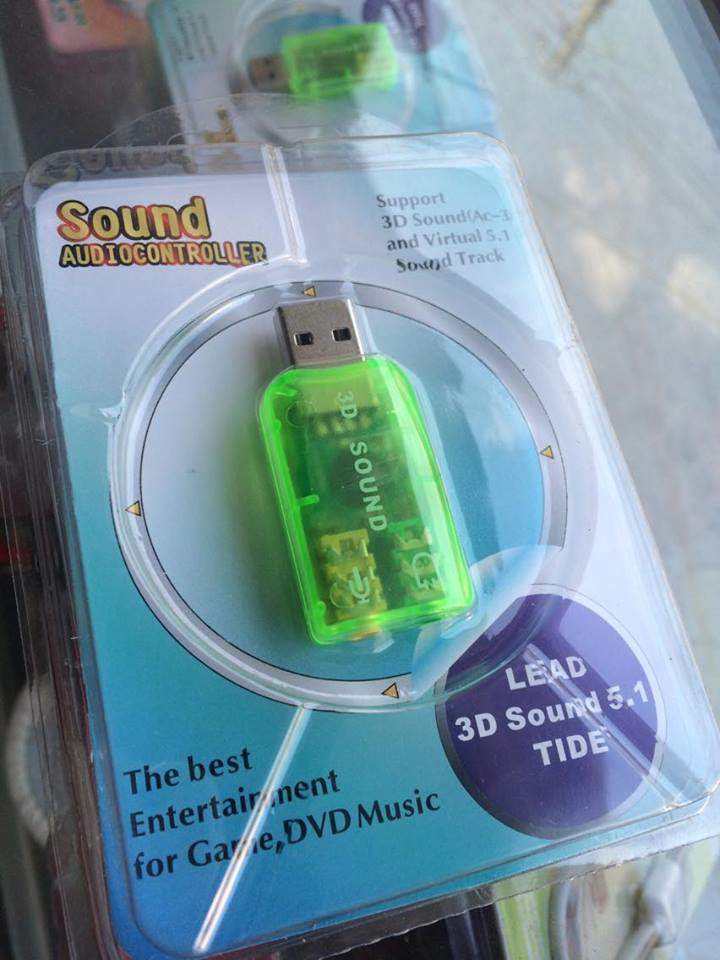 Sound
AUDIOCONTROLLER
Support
3D Sound(Ac-3
and Virtual 5.1
Sound Track
3D SOUND
LEAD
3D Sound 5.1
TIDE
The best
Entertainment
for Game,DVD Music